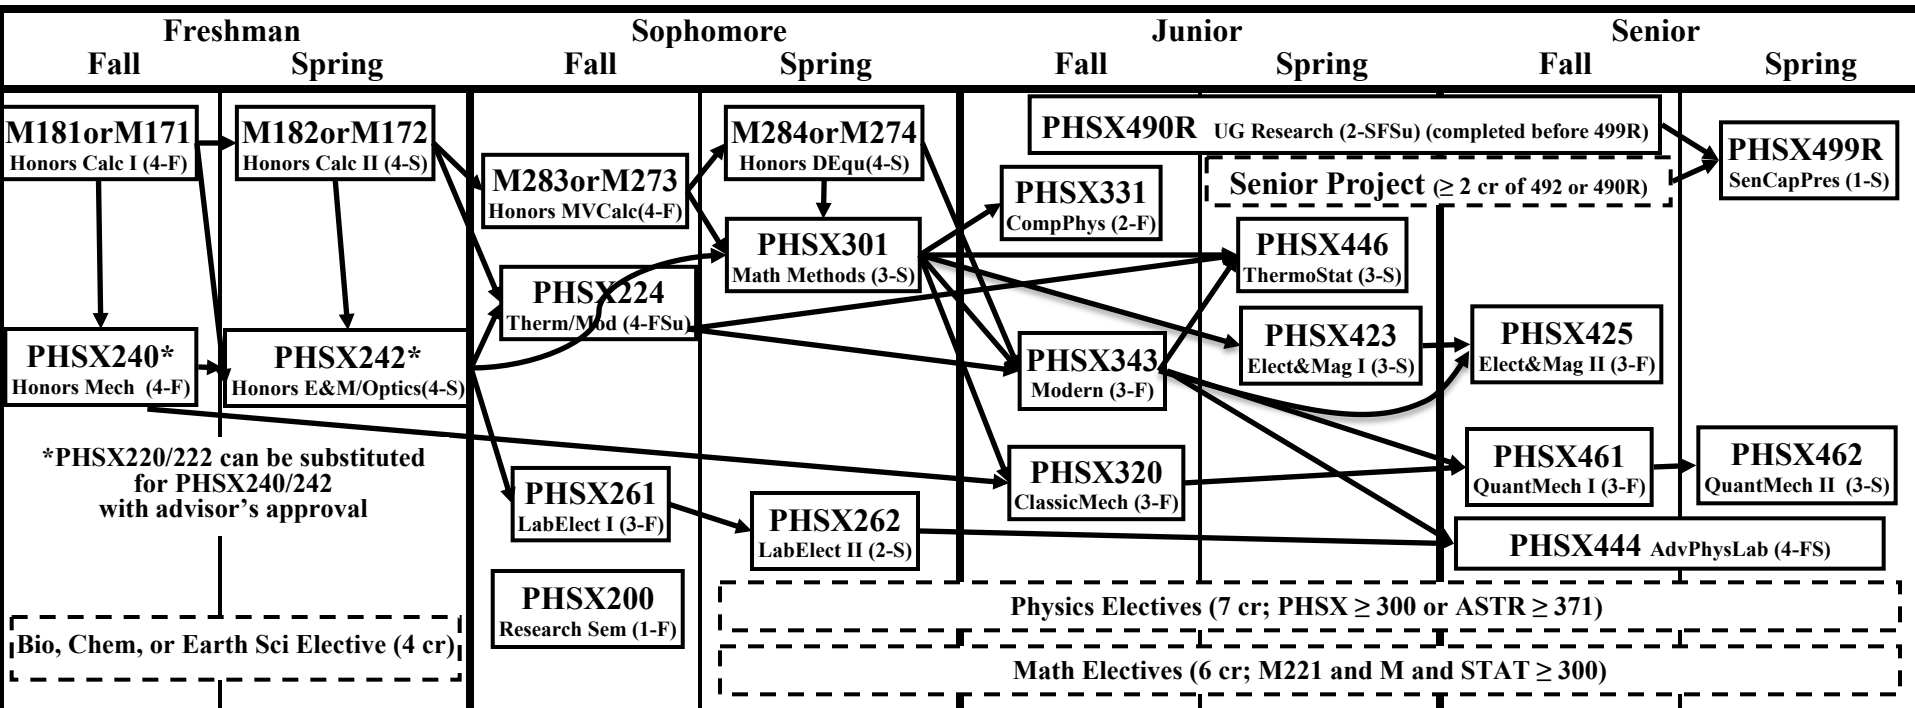 Freshman
Sophomore
Junior
Senior
Fall
Spring
Fall
Spring
Fall
Spring
Fall
Spring
M181orM171
Honors Calc I (4-F)
M182orM172
Honors Calc II (4-S)
M283orM273
Honors MVCalc(4-F)
M284orM274
Honors DEqu(4-S)
PHSX490R UG Research (2-SFSu) (completed before 499R)
PHSX499R
SenCapPres (1-S)
Senior Project (≥ 2 cr of 492 or 490R)
PHSX331
CompPhys (2-F)
PHSX301
Math Methods (3-S)
PHSX446
ThermoStat (3-S)
PHSX224
Therm/Mod (4-FSu)
PHSX240*
Honors Mech (4-F)
PHSX242*
Honors E&M/Optics(4-S)
PHSX343
Modern (3-F)
PHSX423
Elect&Mag I (3-S)
PHSX425
Elect&Mag II (3-F)
*PHSX220/222 can be substituted
for PHSX240/242
with advisor's approval
PHSX261
LabElect I (3-F)
PHSX262
LabElect II (2-S)
PHSX320
ClassicMech (3-F)
PHSX461
QuantMech I (3-F)
PHSX462
QuantMech II (3-S)
PHSX444 AdvPhysLab (4-FS)
PHSX200
Research Sem (1-F)
Physics Electives (7 cr; PHSX ≥ 300 or ASTR ≥ 371)
Bio, Chem, or Earth Sci Elective (4 cr)
Math Electives (6 cr; M221 and M and STAT ≥ 300)